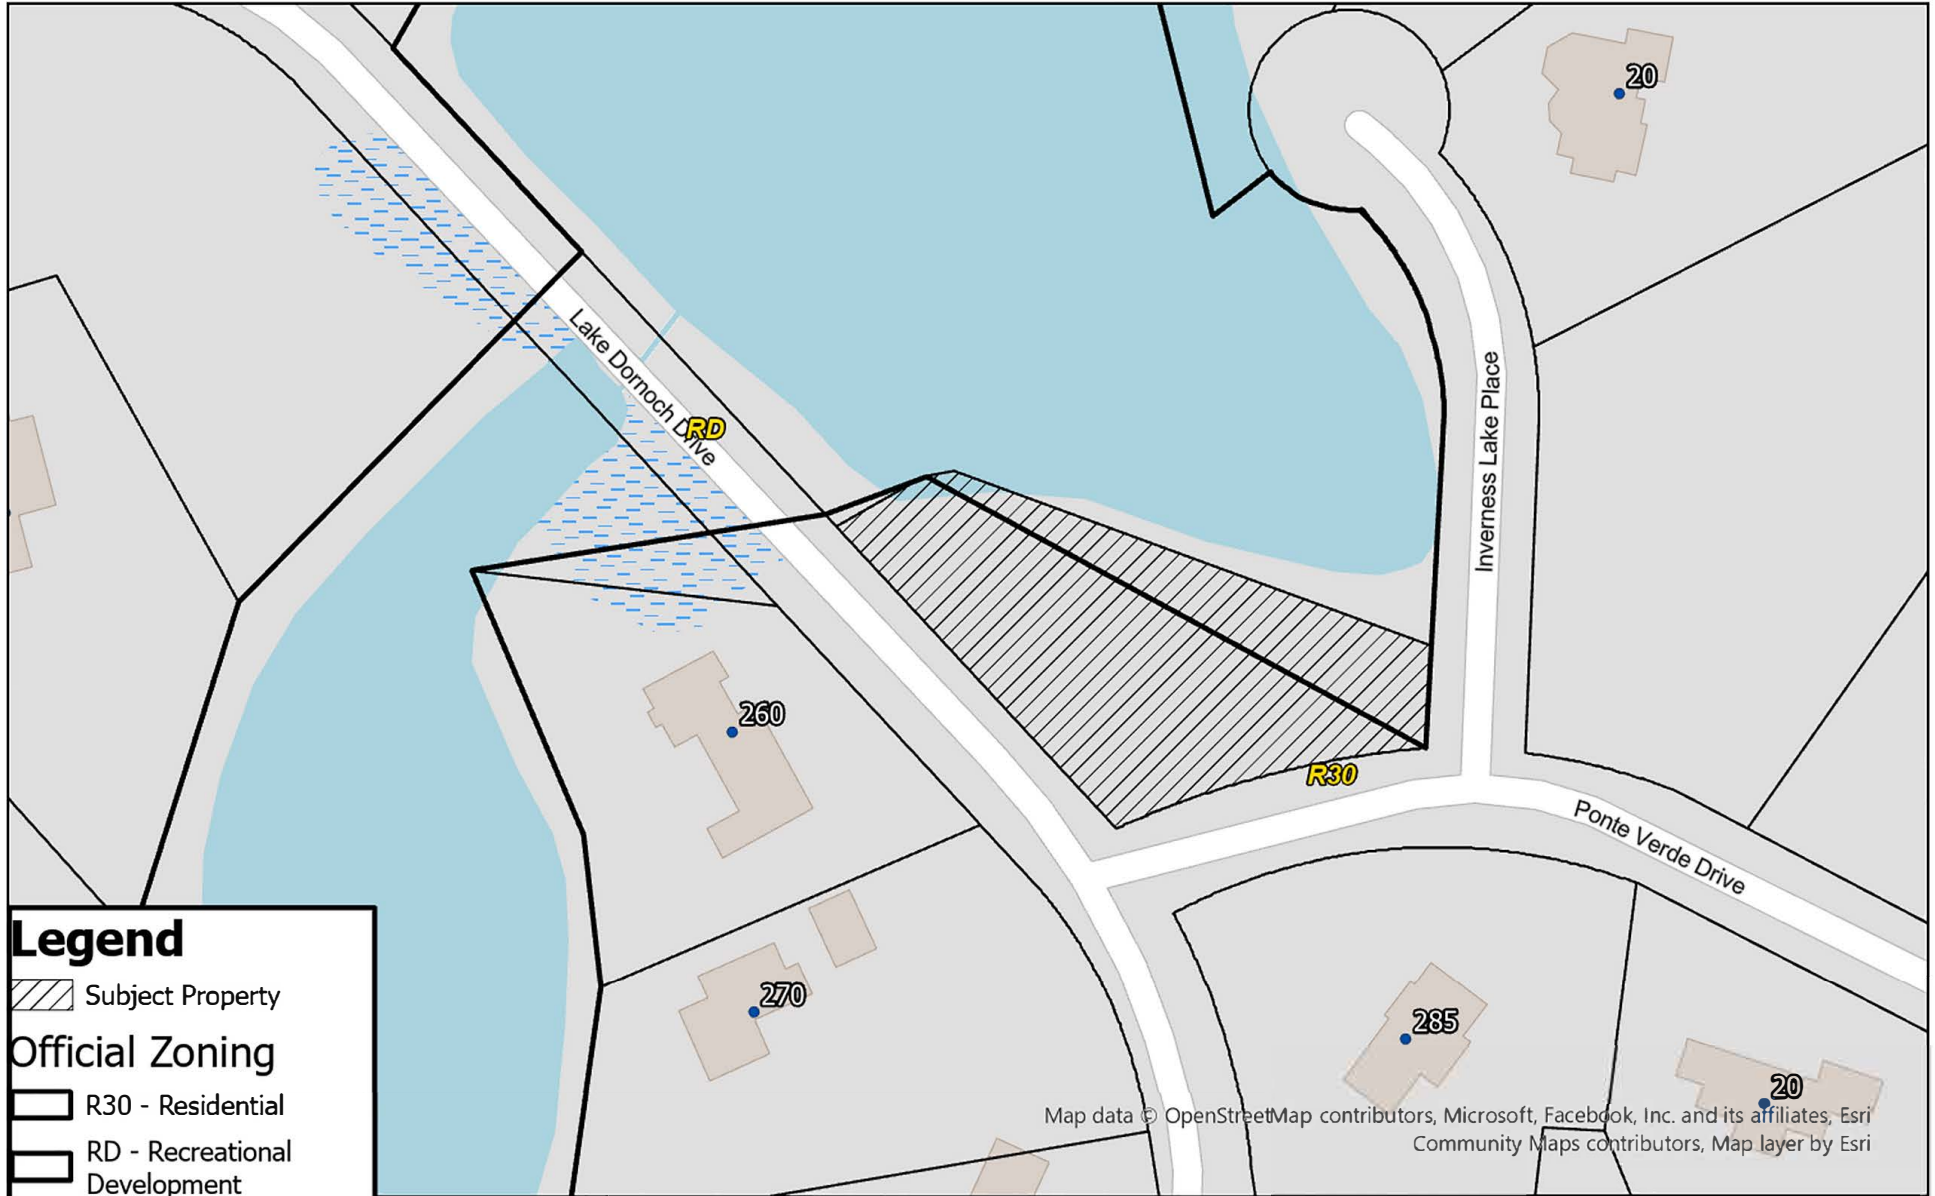 20
Lake Dornoch Drive
RD
Inverness Lake Place
260
R30
Ponte Verde Drive
270
285
20
Legend
Subject Property
Official Zoning
R30 - Residential
RD - Recreational
Development
Map data © OpenStreetMap contributors, Microsoft, Facebook, Inc. and its affiliates, Esri
Community Maps contributors, Map layer by Esri